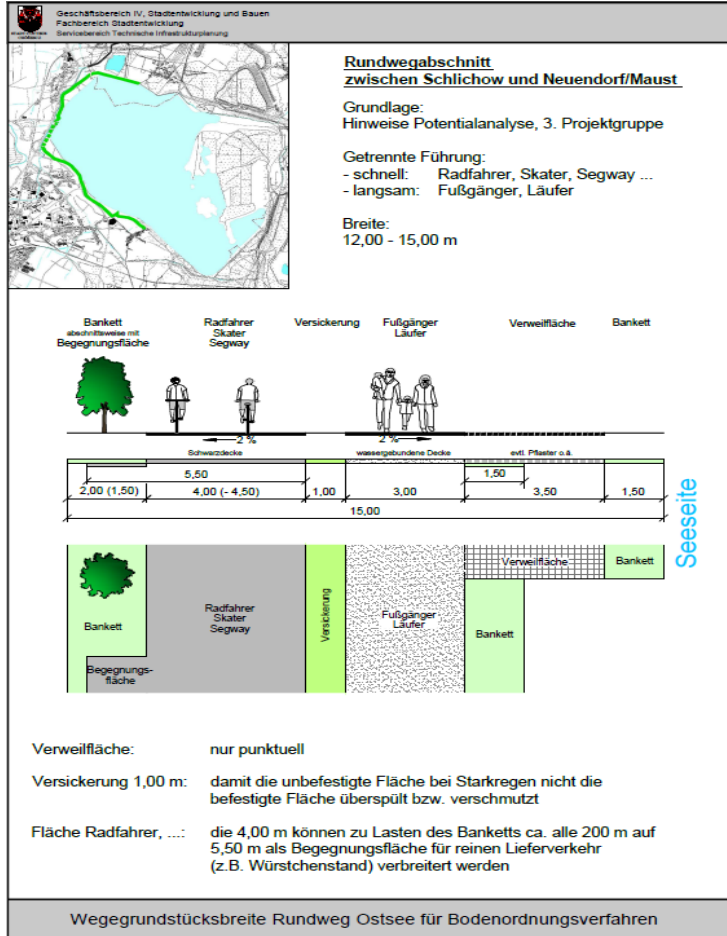 Geschäftsbereich IV, Stadtentwicklung und Bauen
Fachbereich Stadtentwicklung
Servicebereich Technische Infrastrukturplanung
Rundwegabschnitt
zwischen Schlichow und Neuendorf/Maust
Grundlage:
Hinweise Potentialanalyse, 3. Projektgruppe
Getrennte Führung:
- schnell: Radfahrer, Skater, Segway ...
- langsam: Fußgänger, Läufer
Breite:
12,00 - 15,00 m
Bankett
abschnittsweise mit
Begegnungsfläche
Radfahrer
Skater
Segway
Versickerung
Fußgänger
Läufer
Verweilfläche
Bankett
2 %
2 %
Schwarzdecke
wassergebundene Decke
evtl. Pflaster o.ä.
5,50
1,50
2,00 (1,50)
4,00 (- 4,50)
1,00
3,00
3,50
1,50
15,00
Seeseite
Bankett
Begegnungs-
fläche
Radfahrer
Skater
Segway
Versickerung
Fußgänger
Läufer
Verweilfläche
Bankett
Bankett
Verweilfläche: nur punktuell
Versickerung 1,00 m: damit die unbefestigte Fläche bei Starkregen nicht die
befestigte Fläche überspült bzw. verschmutzt
Fläche Radfahrer, ...: die 4,00 m können zu Lasten des Banketts ca. alle 200 m auf
5,50 m als Begegnungsfläche für reinen Lieferverkehr
(z.B. Würstchenstand) verbreitert werden
Wegegrundstücksbreite Rundweg Ostsee für Bodenordnungsverfahren